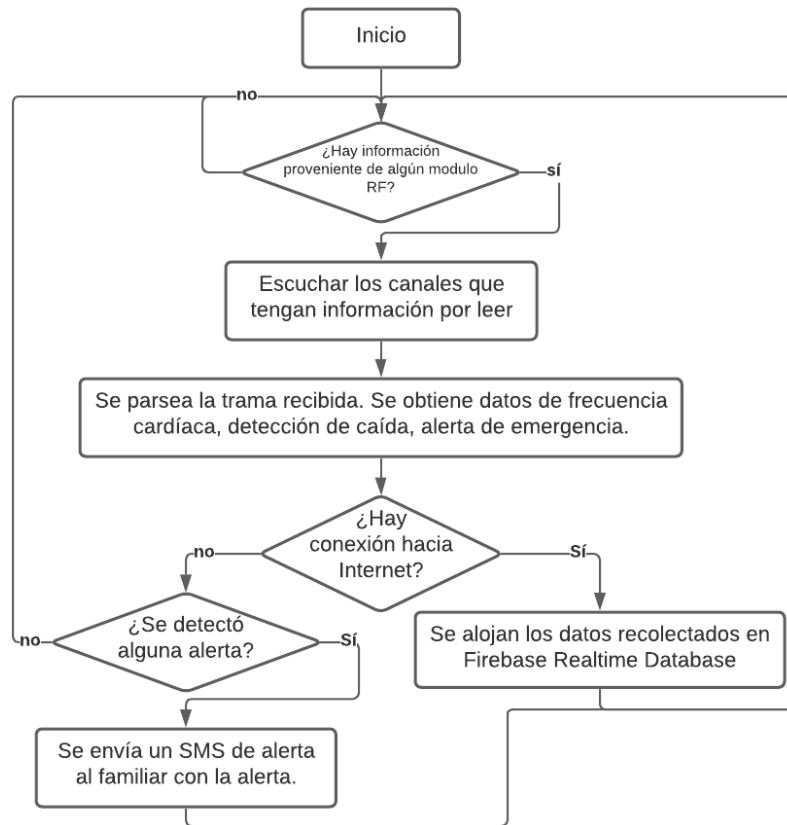 Inicio
no
¿Hay información
proveniente de algún modulo
RF?
sí
Escuchar los canales que
tengan información por leer
Se parsea la trama recibida. Se obtiene datos de frecuencia
cardíaca, detección de caída, alerta de emergencia.
¿Hay
conexión hacia
Internet?
no
Sí
¿Se detectó
alguna alerta?
no
Sí
Se alojan los datos recolectados en
Firebase Realtime Database
Se envía un SMS de alerta
al familiar con la alerta.